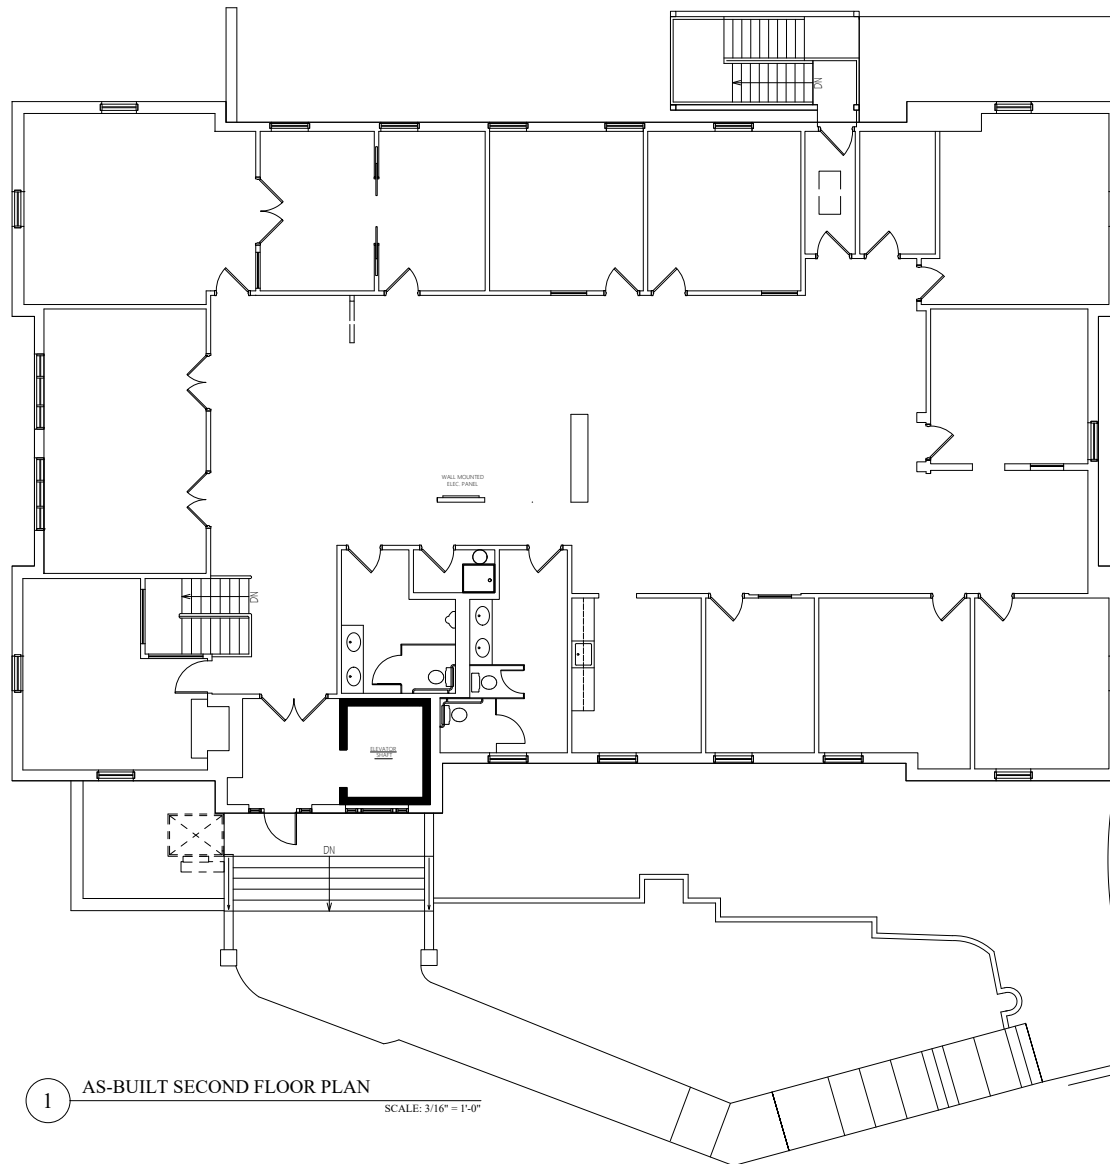 DN
WALL MOUNTED
ELEC. PANEL
DN
ELEVATOR
SHAFT
DN
1
AS-BUILT SECOND FLOOR PLAN
SCALE: 3/16" = 1'-0"